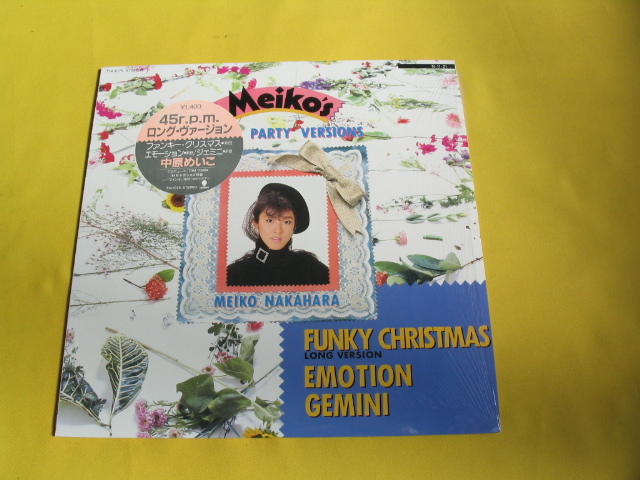 ¥1,400
45r.p.m.
ロング・ヴァージョン
ファンキー・クリスマス
エモーション/ジェミニ
中原めいこ
Meiko's
PARTY VERSIONS
MEIKO NAKAHARA
FUNKY CHRISTMAS
LONG VERSION
EMOTION
GEMINI